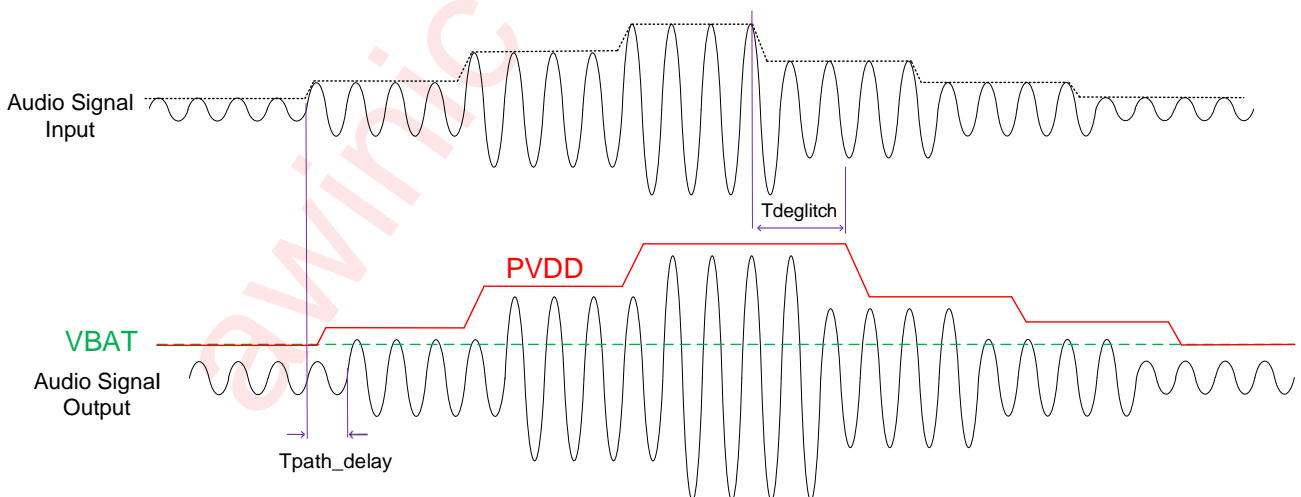 awinic
Audio Signal
Input
Tdeglitch
PVDD
VBAT
Audio Signal
Output
Tpath_delay